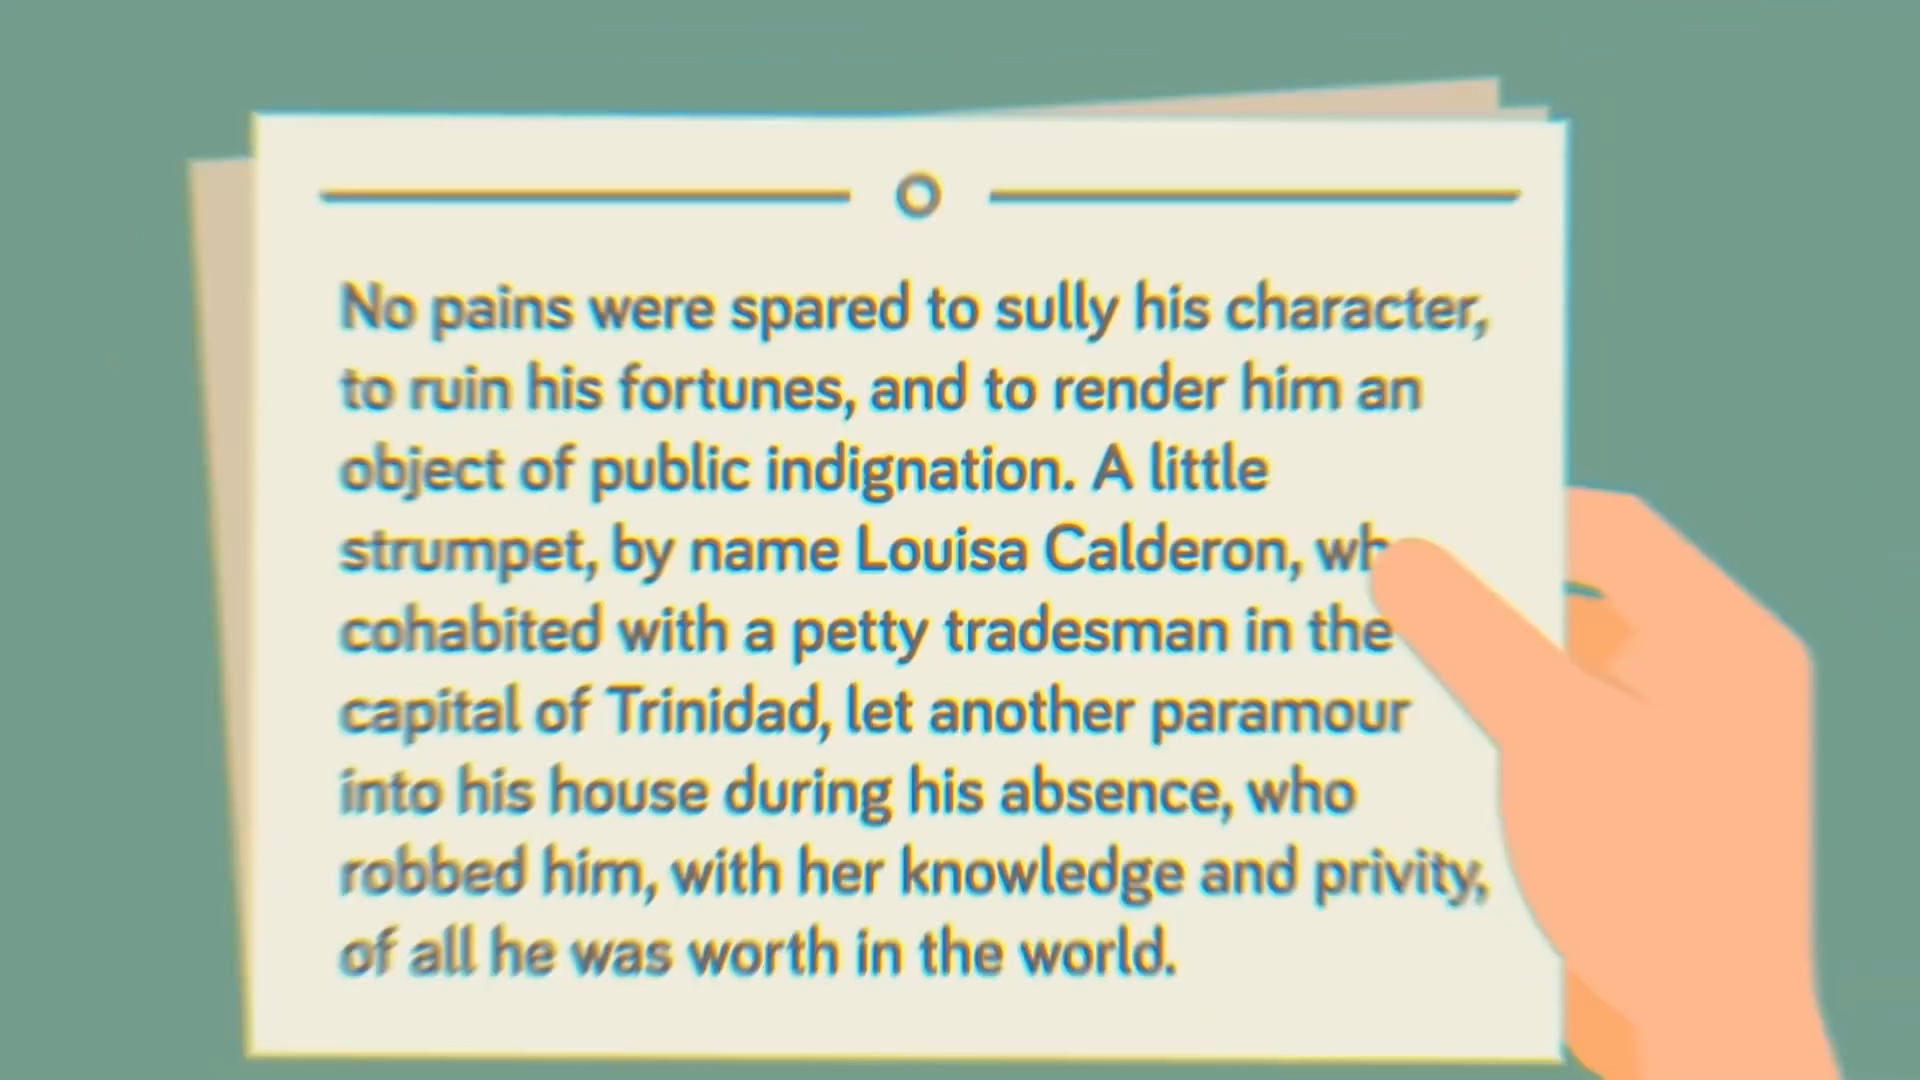 No pains were spared to sully his character,
to ruin his fortunes, and to render him an
object of public indignation. A little
strumpet, by name Louisa Calderon,
cohabited with a petty tradesman in the
capital of Trinidad, let another paramour
into his house during his absence, who
robbed him, with her knowledge and privity,
of all he was worth in the world.